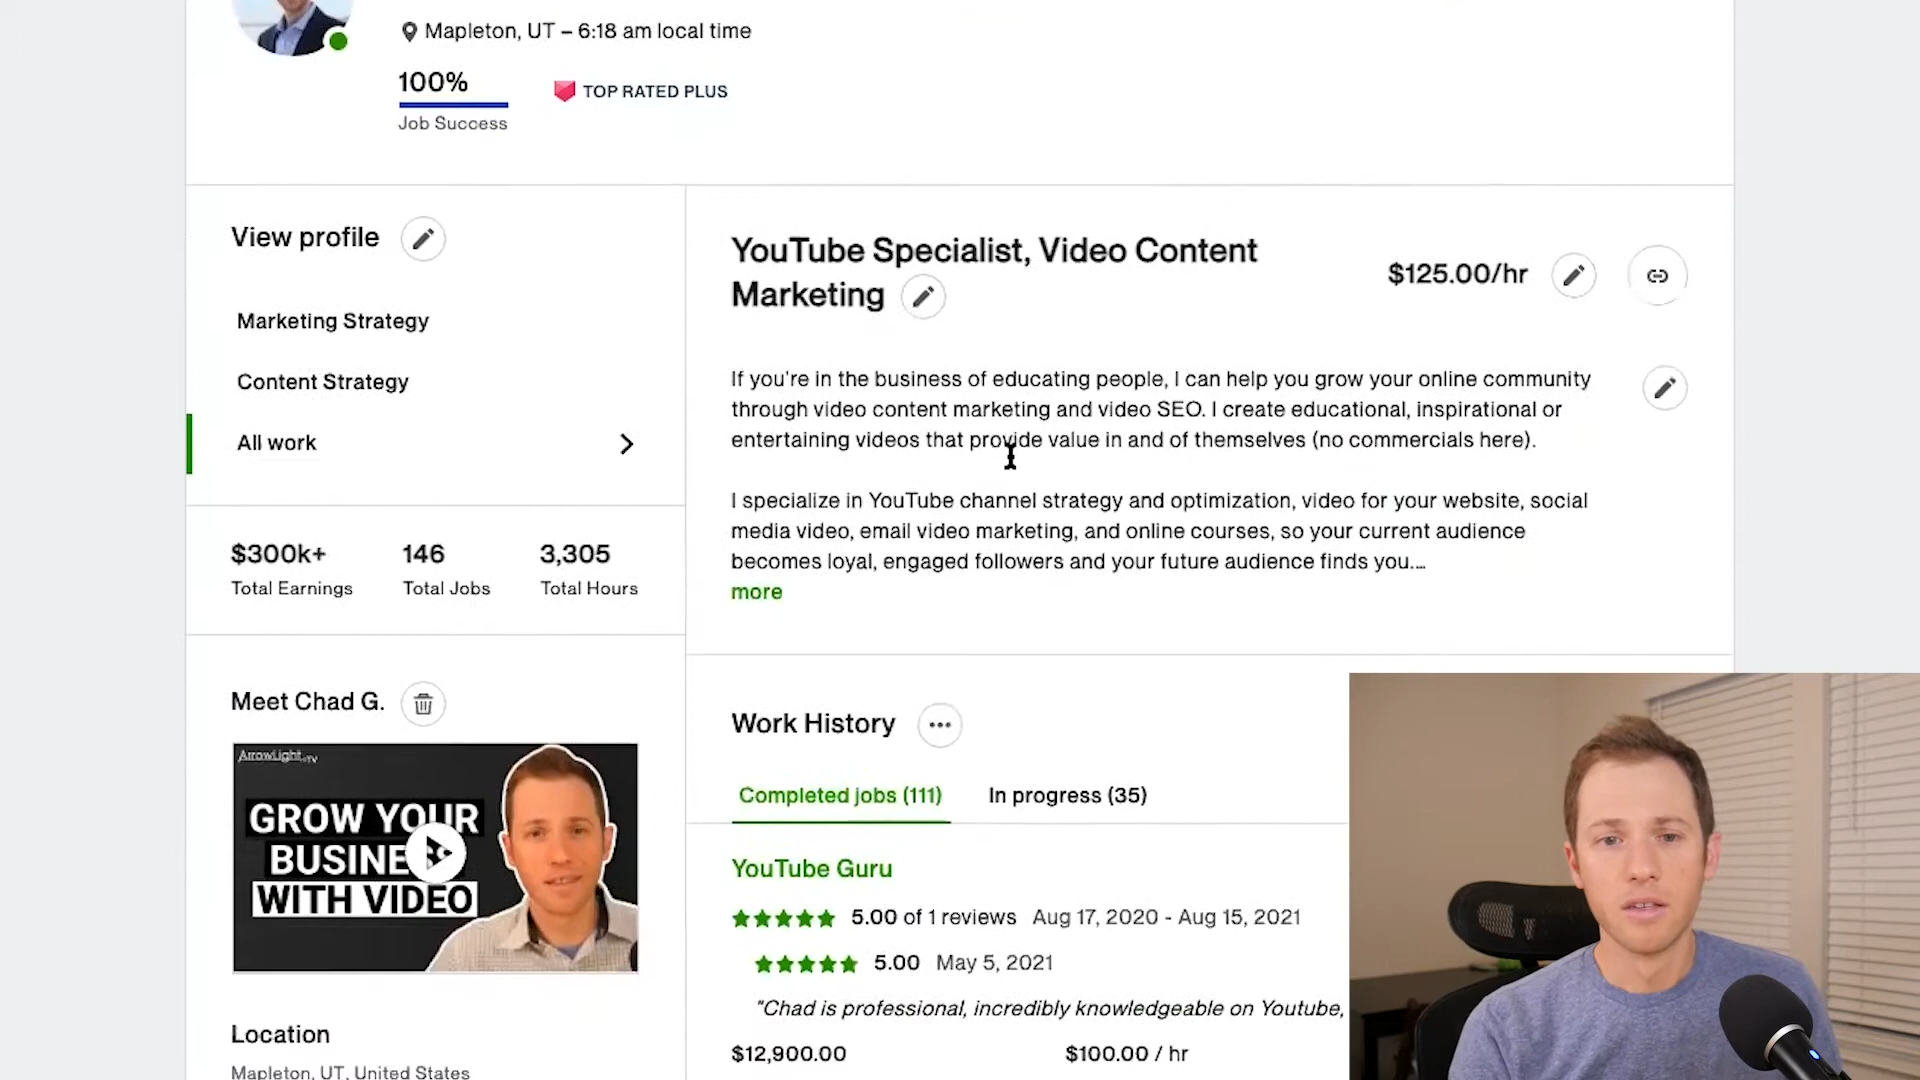 Mapleton, UT – 6:18 am local time
100%
Job Success
TOP RATED PLUS
View profile
Marketing Strategy
Content Strategy
All work
$300k+
Total Earnings
146
Total Jobs
3,305
Total Hours
Meet Chad G.
ArrowLight.TV
GROW YOUR
BUSINE
WITH VIDEO
Location
Mapleton, UT, United States
YouTube Specialist, Video Content
Marketing
$125.00/hr
If you're in the business of educating people, I can help you grow your online community
through video content marketing and video SEO. I create educational, inspirational or
entertaining videos that provide value in and of themselves (no commercials here).
I specialize in YouTube channel strategy and optimization, video for your website, social
media video, email video marketing, and online courses, so your current audience
becomes loyal, engaged followers and your future audience finds you....
more
Work History
Completed jobs (111)
In progress (35)
YouTube Guru
5.00 of 1 reviews Aug 17, 2020 - Aug 15, 2021
5.00 May 5, 2021
"Chad is professional, incredibly knowledgeable on Youtube,
$12,900.00
$100.00 / hr